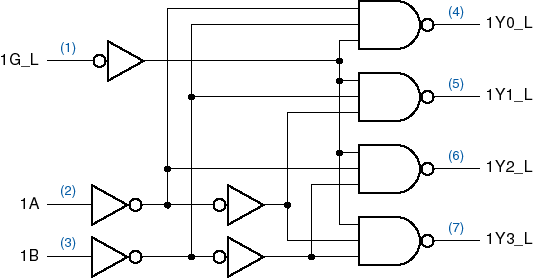 (4)
1Y0_L
(1)
1G_L
(5)
1Y1_L
(6)
1Y2_L
(2)
1A
(7)
1Y3_L
(3)
1B